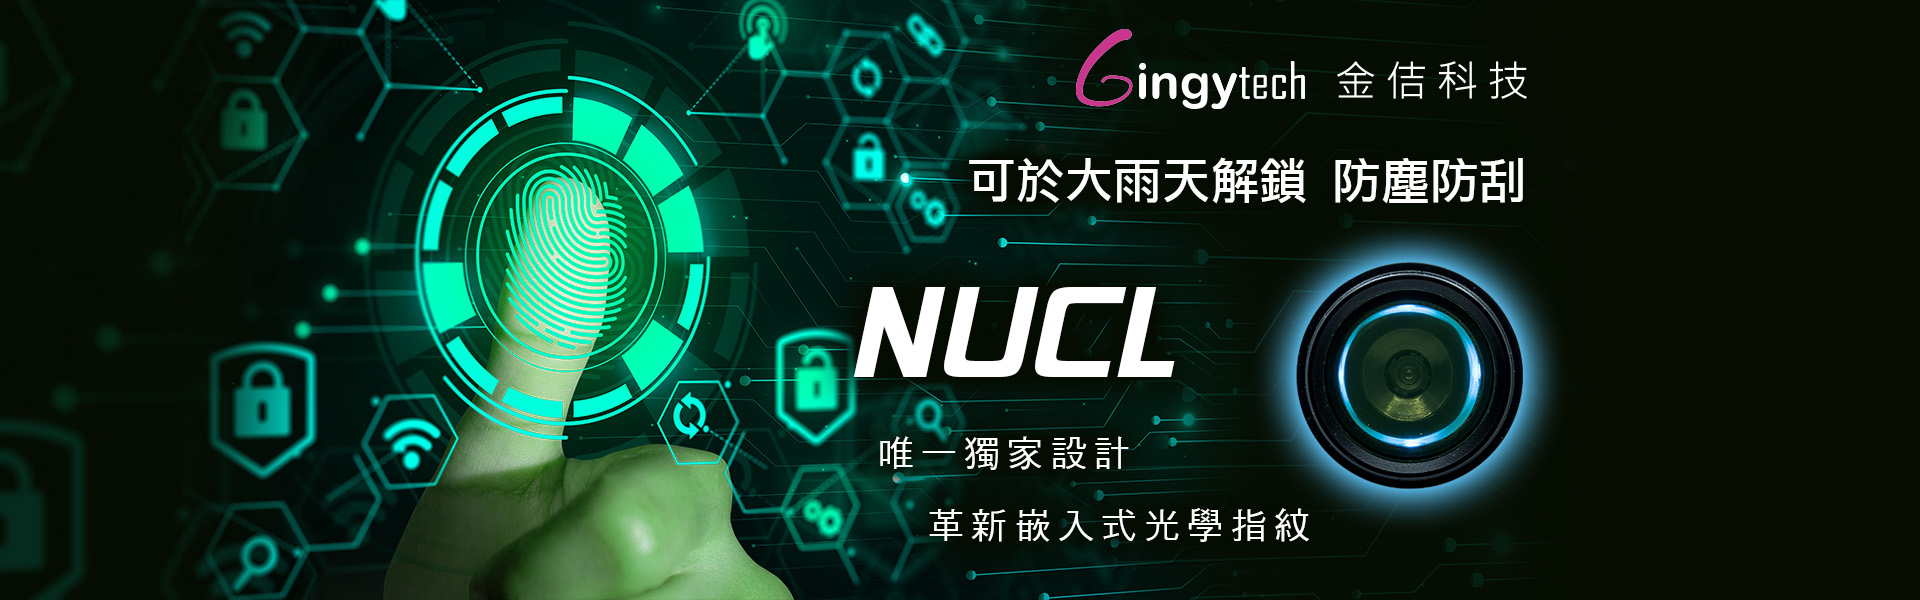 Gingytech 金佶科技
可於大雨天解鎖 防塵防刮
NUCL
唯一獨家設計
革新嵌入式光學指紋